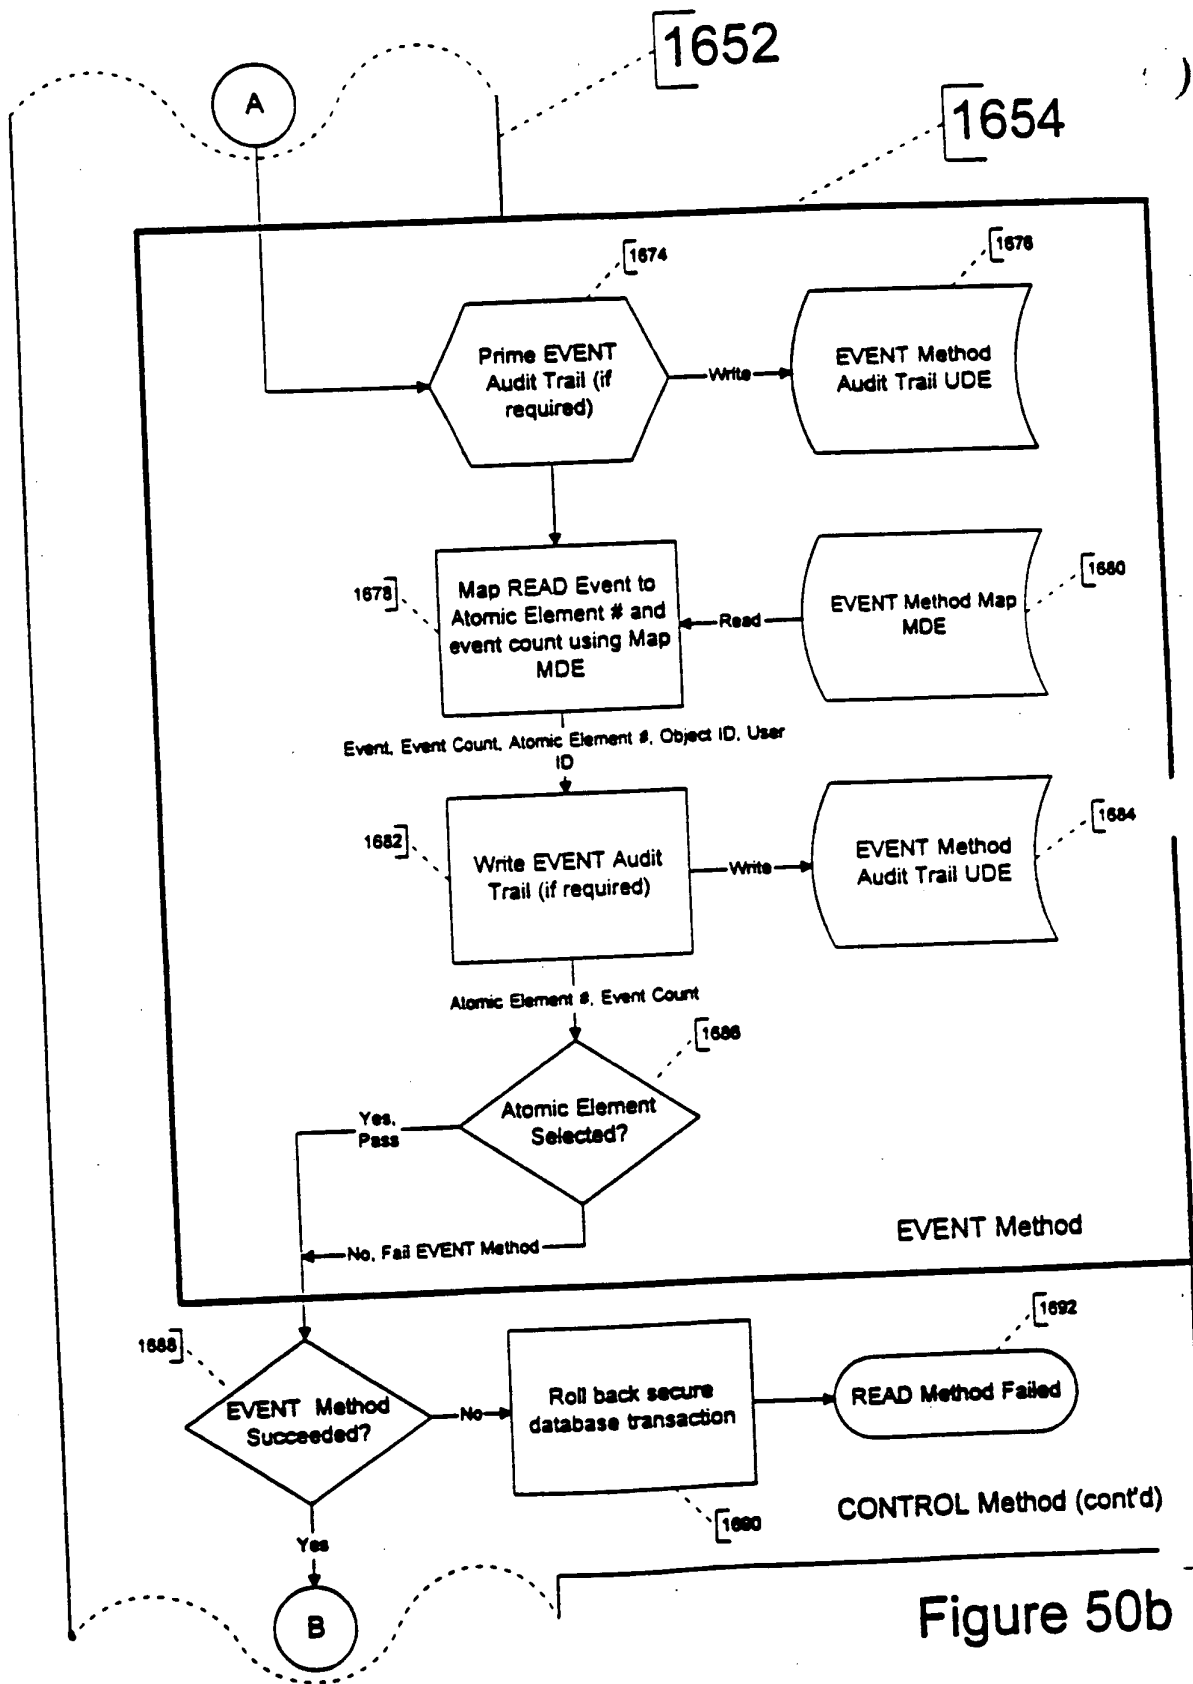 1652
A
1654
1674
1676
Prime EVENT
Audit Trail (if
required)
Write
EVENT Method
Audit Trail UDE
1678
Map READ Event to
Atomic Element # and
event count using Map
MDE
Read
EVENT Method Map
MDE
1680
Event, Event Count, Atomic Element #, Object ID, User
ID
1682
Write EVENT Audit
Trail (if required)
Write
EVENT Method
Audit Trail UDE
1684
Atomic Element #, Event Count
1686
Atomic Element
Selected?
Yes,
Pass
No, Fail EVENT Method
EVENT Method
1688
EVENT Method
Succeeded?
No
Roll back secure
database transaction
1690
1692
READ Method Failed
CONTROL Method (cont'd)
Yes
B
Figure 50b